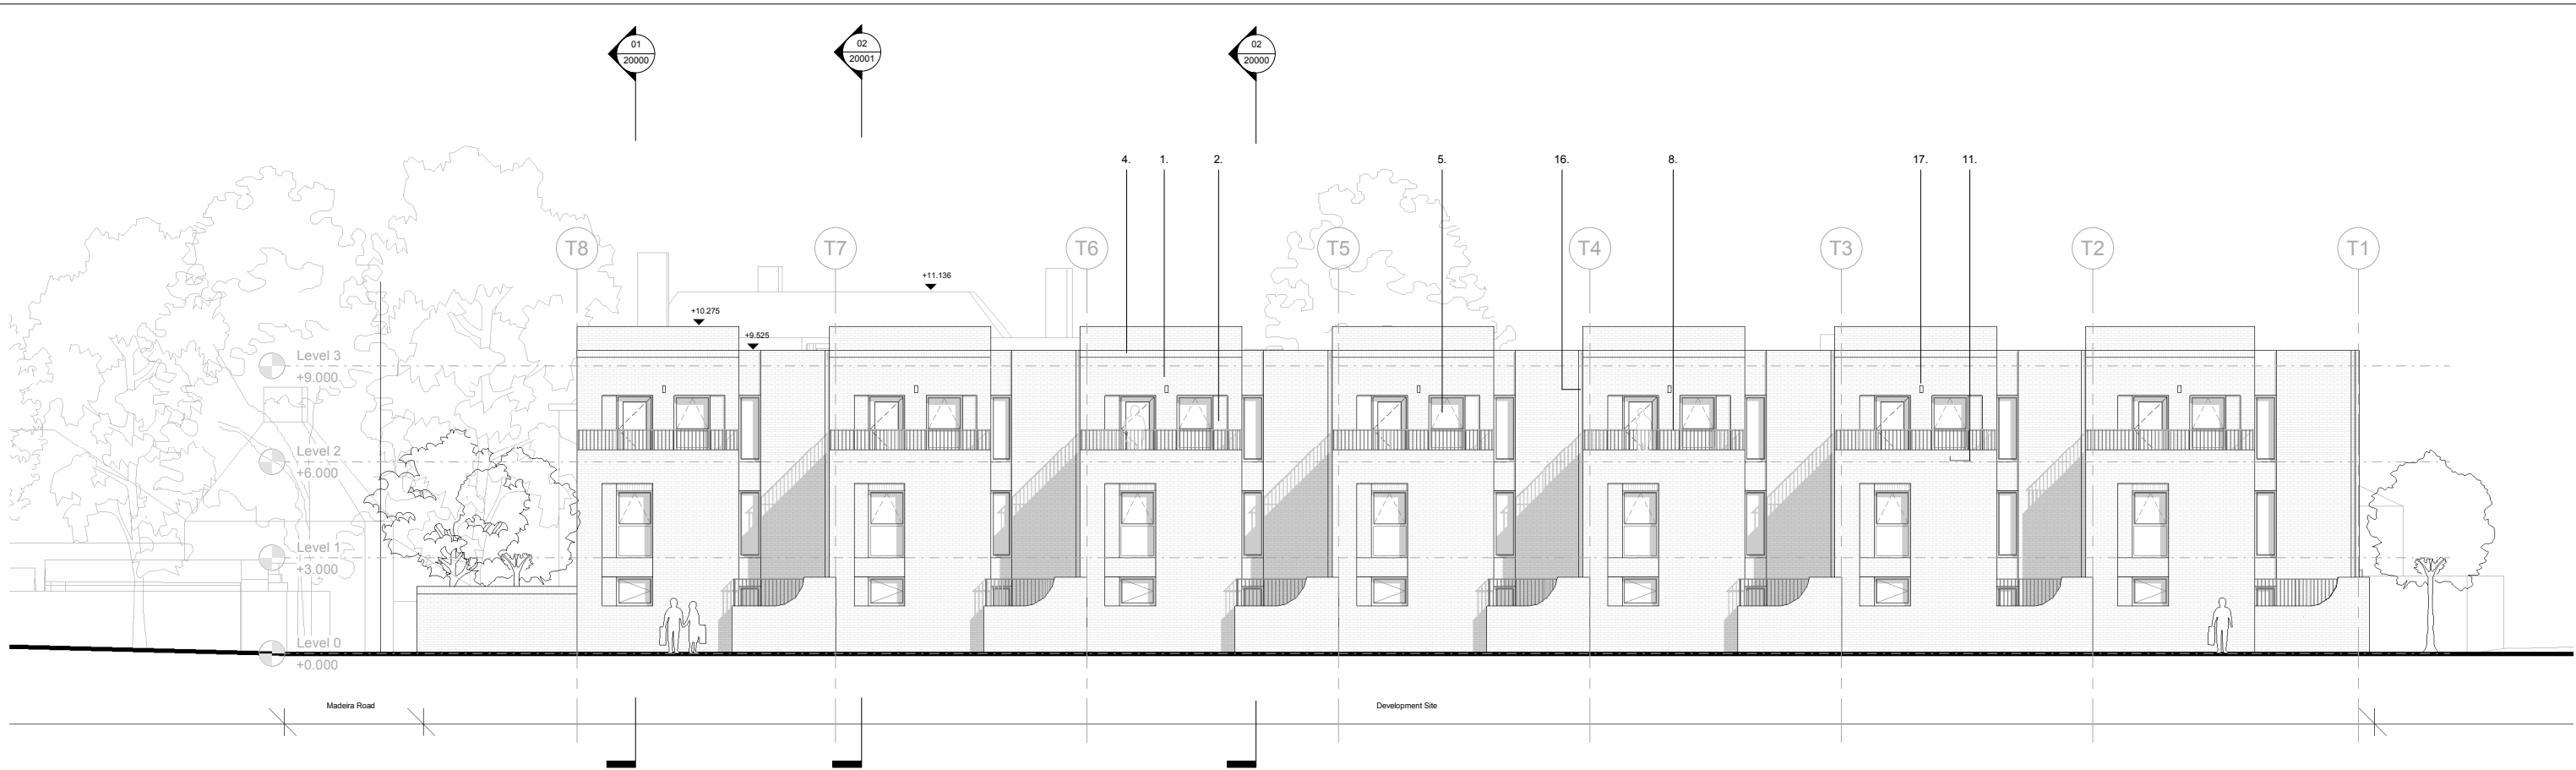 01
20000
02
20001
02
20000
4.
1.
2.
5.
16.
8.
17.
11.
T8
T7
T6
T5
T4
T3
T2
T1
+11.136
+10.275
+9.525
Level 3
+9.000
Level 2
+6.000
Level 1
+3.000
Level 0
+0.000
Madeira Road
Development Site